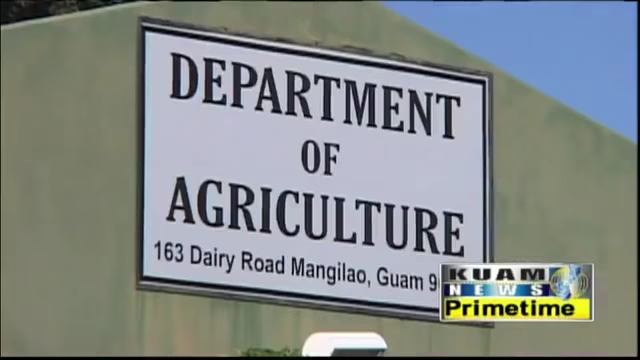 DEPARTMENT
OF
AGRICULTURE
163 Dairy Road Mangilao, Guam 9
KUAM
NEWS
Primetime